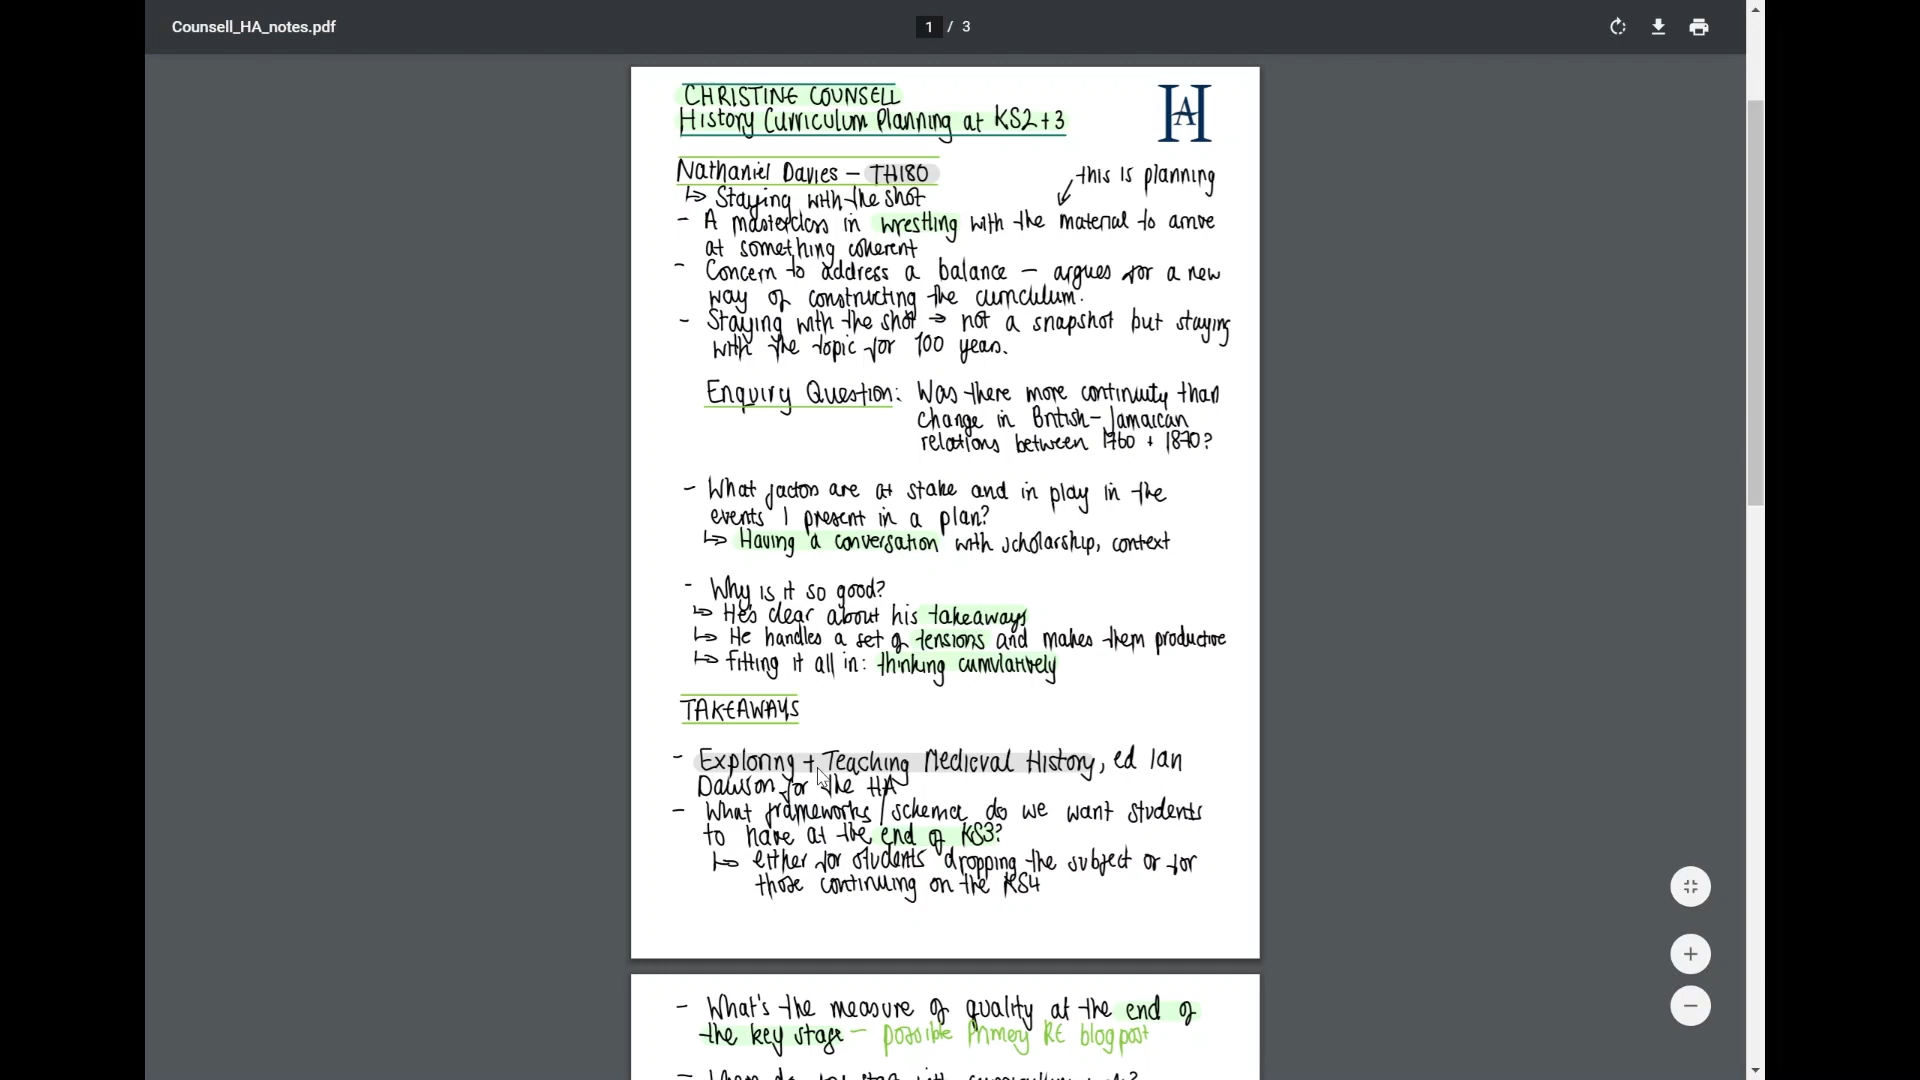 Counsell_HA_notes.pdf
1 / 3
CHRISTINE COUNSELL
History Curriculum Planning at KS2+3
HA
Nathaniel Davies – TH180
this is planning
↳ Staying with the shot
- A masterclass in wrestling with the material to arrive
at something coherent
- Concern to address a balance – argues for a new
way of constructing the curriculum.
- Staying with the shot → not a snapshot but staying
with the topic for 100 years.
Enquiry Question: Was there more continuity than
change in British-Jamaican
relations between 1760 + 1870?
- What factors are at stake and in play in the
events I present in a plan?
↳ Having a conversation with scholarship, context
- Why is it so good?
↳ He's clear about his takeaways
↳ He handles a set of tensions and makes them productive
↳ Fitting it all in: thinking cumulatively
TAKEAWAYS
- Exploring + Teaching Medieval History, ed Ian
Dawson for the HA
- What frameworks/schemea do we want students
to have at the end of KS3?
↳ either for students dropping the subject or for
those continuing on the KS4
- What's the measure of quality at the end of
the key stage – possible Primary RE blog post